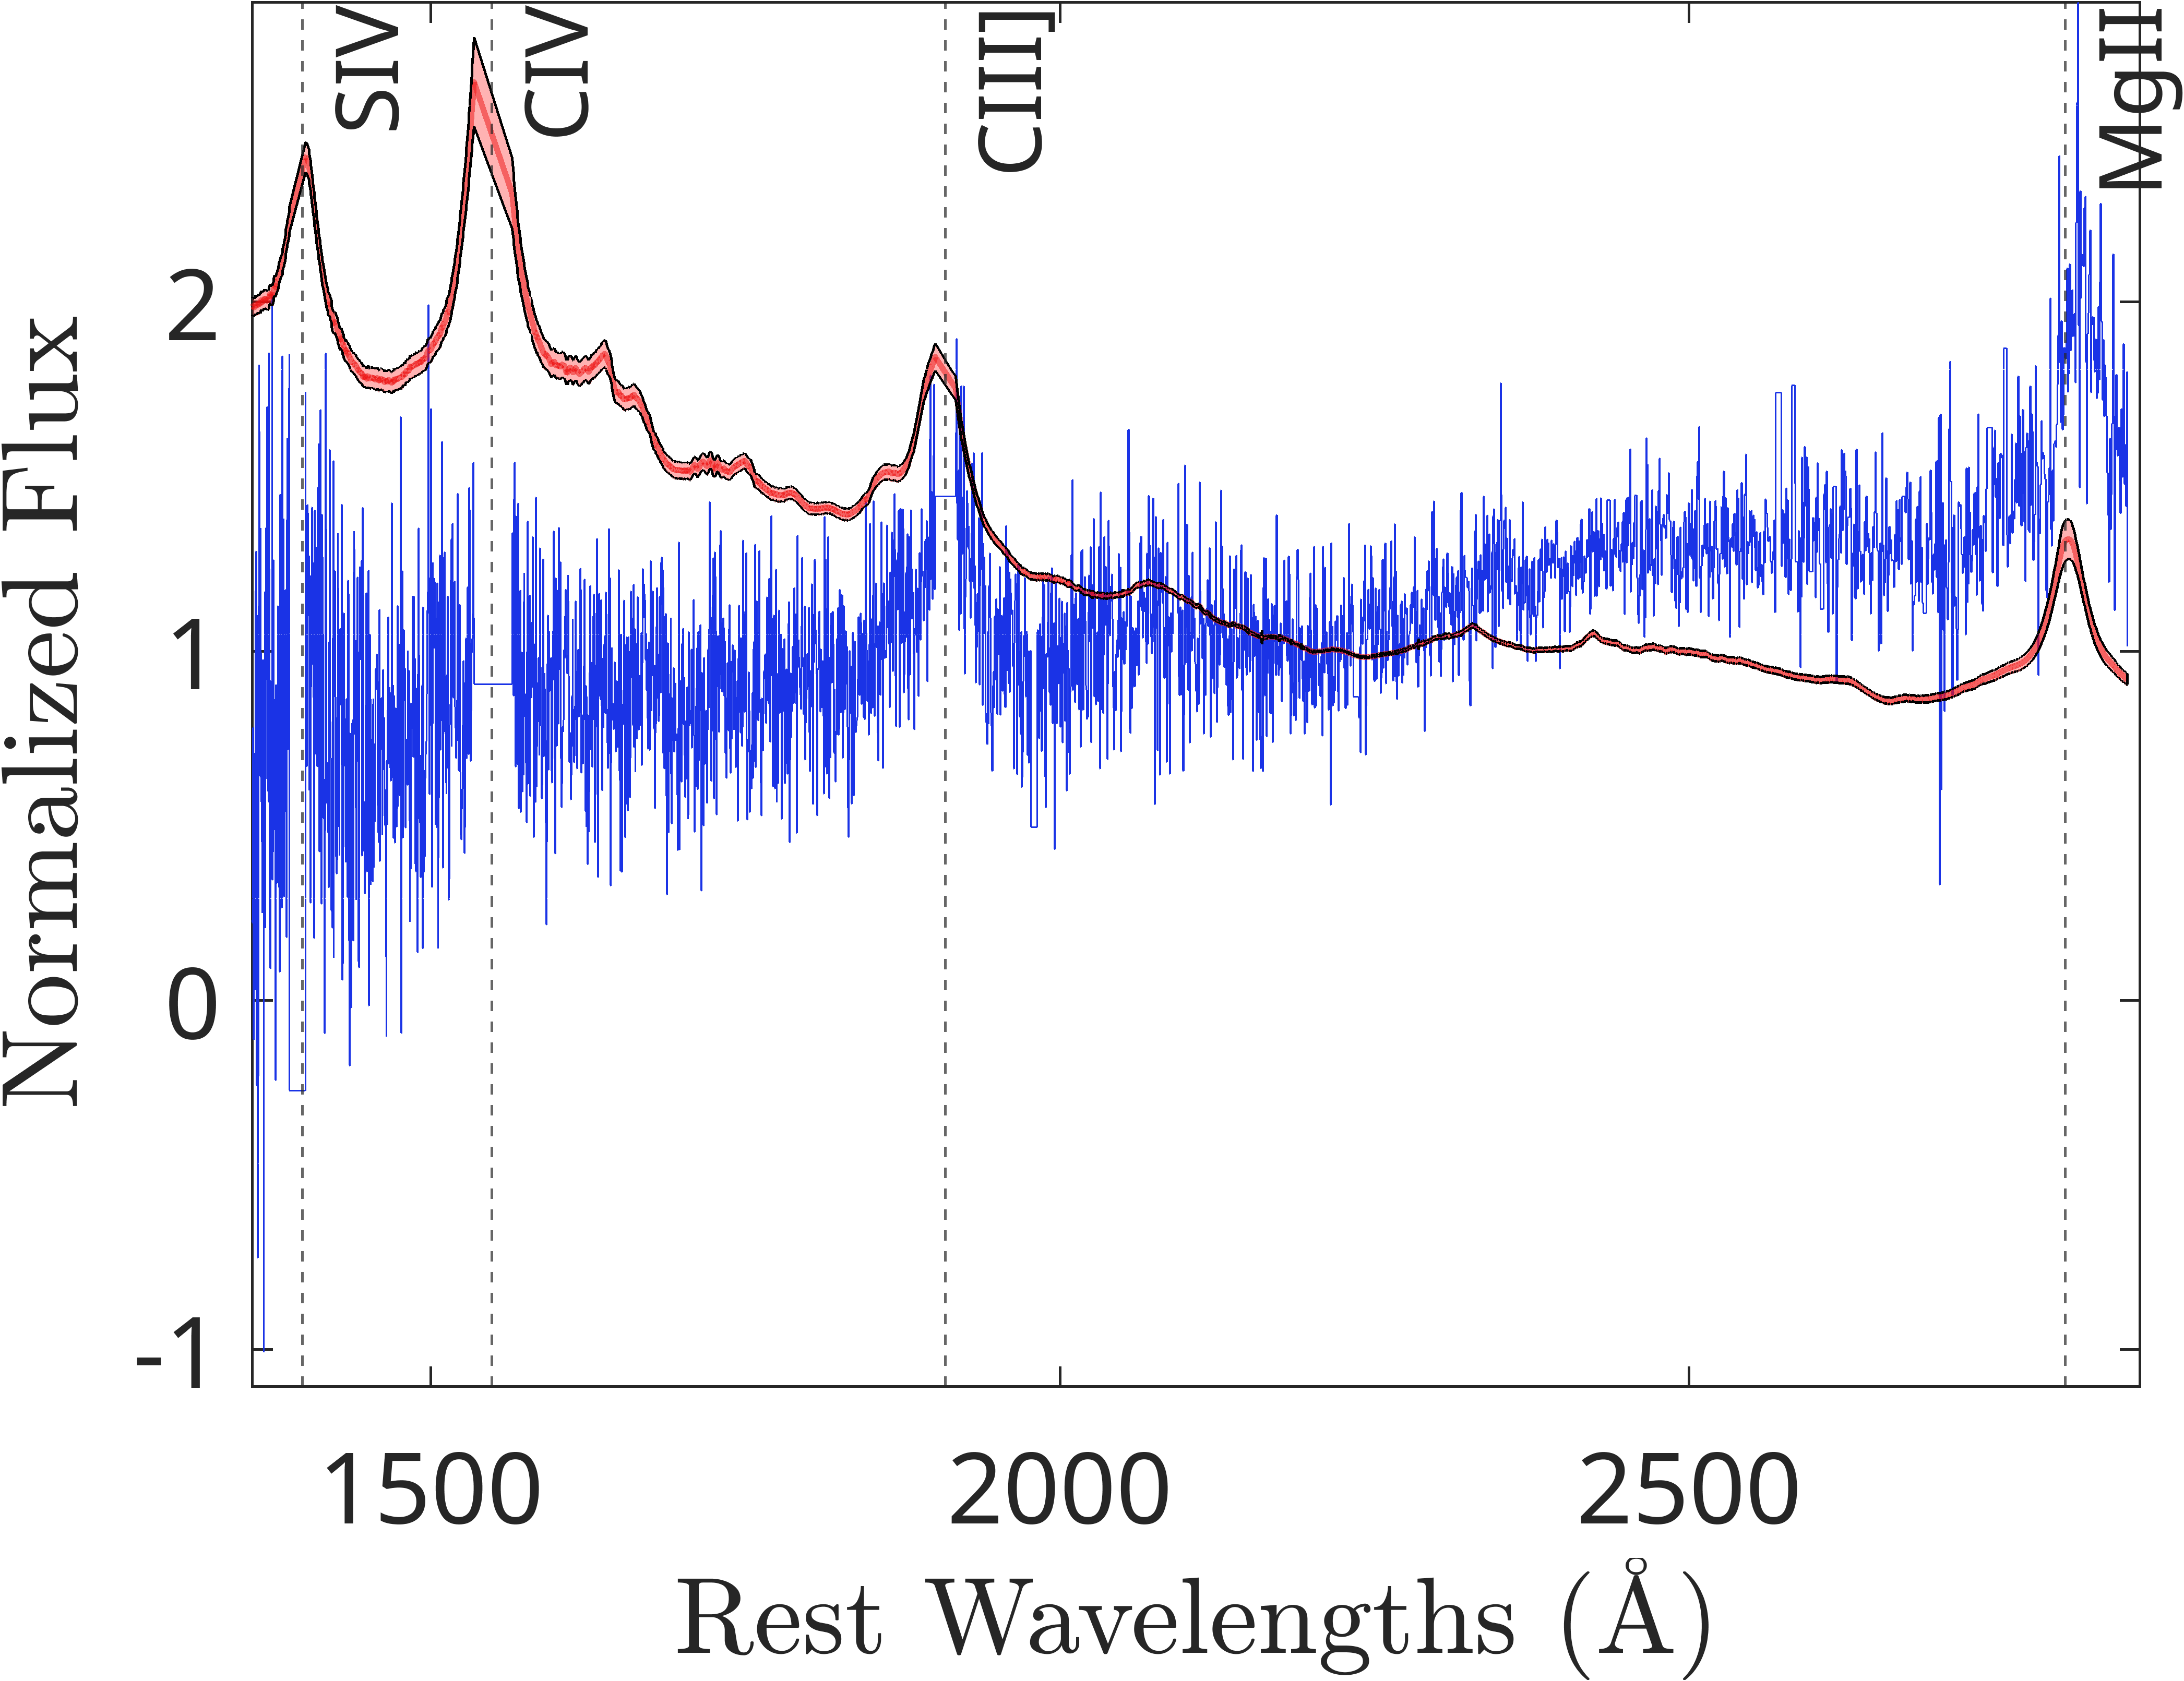 SIV
CIV
CIII]
MgII
Normalized Flux
2
1
0
-1
1500
2000
2500
Rest Wavelengths (Å)